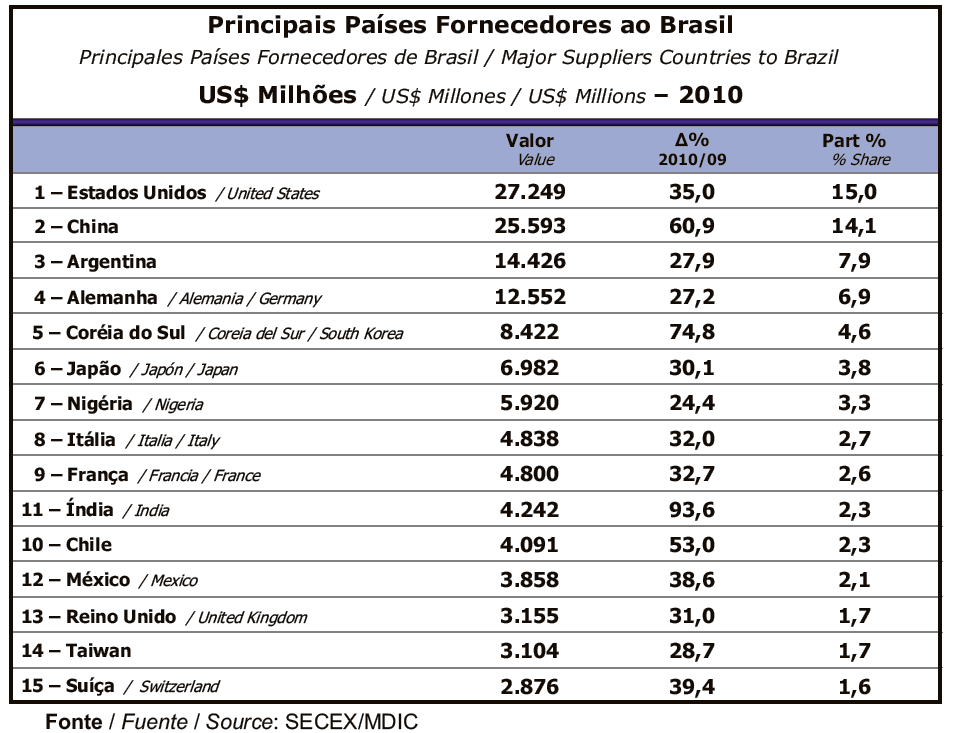 Principais Países Fornecedores ao Brasil
Principales Países Fornecedores de Brasil / Major Suppliers Countries to Brazil
US$ Milhões / US$ Millones / US$ Millions – 2010
Valor Δ% Part %
Value 2010/09 % Share
1 – Estados Unidos / United States 27.249 35,0 15,0
2 – China 25.593 60,9 14,1
3 – Argentina 14.426 27,9 7,9
4 – Alemanha / Alemania / Germany 12.552 27,2 6,9
5 – Coréia do Sul / Coreia del Sur / South Korea 8.422 74,8 4,6
6 – Japão / Japón / Japan 6.982 30,1 3,8
7 – Nigéria / Nigeria 5.920 24,4 3,3
8 – Itália / Italia / Italy 4.838 32,0 2,7
9 – França / Francia / France 4.800 32,7 2,6
11 – Índia / India 4.242 93,6 2,3
10 – Chile 4.091 53,0 2,3
12 – México / Mexico 3.858 38,6 2,1
13 – Reino Unido / United Kingdom 3.155 31,0 1,7
14 – Taiwan 3.104 28,7 1,7
15 – Suíça / Switzerland 2.876 39,4 1,6
Fonte / Fuente / Source: SECEX/MDIC